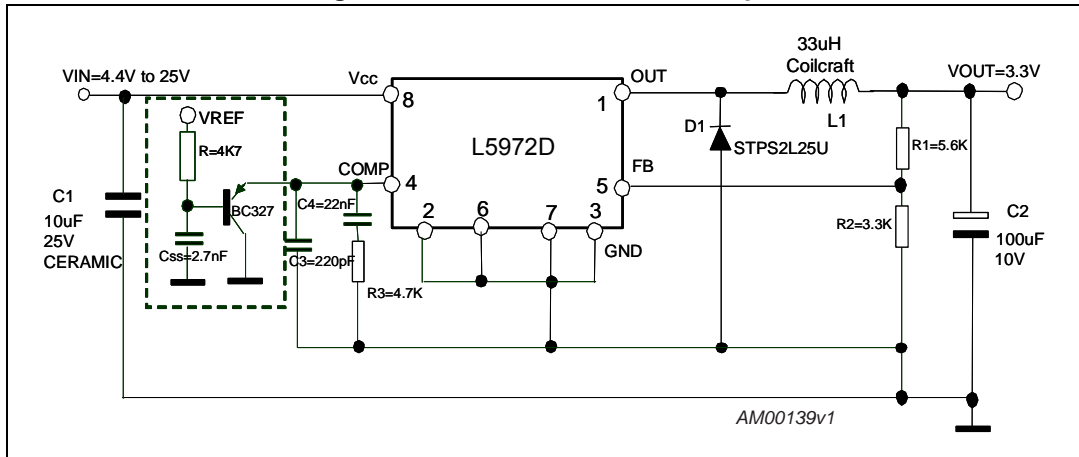 33uH
Coilcraft
VIN=4.4V to 25V
Vcc
OUT
VOUT=3.3V
8
1
L1
VREF
R=4K7
L5972D
D1
STPS2L25U
R1=5.6K
COMP
FB
4
5
BC327
C4=22nF
C1
10uF
25V
CERAMIC
Css=2.7nF
C3=220pF
R3=4.7K
2
6
7
3
GND
R2=3.3K
C2
100uF
10V
AM00139v1